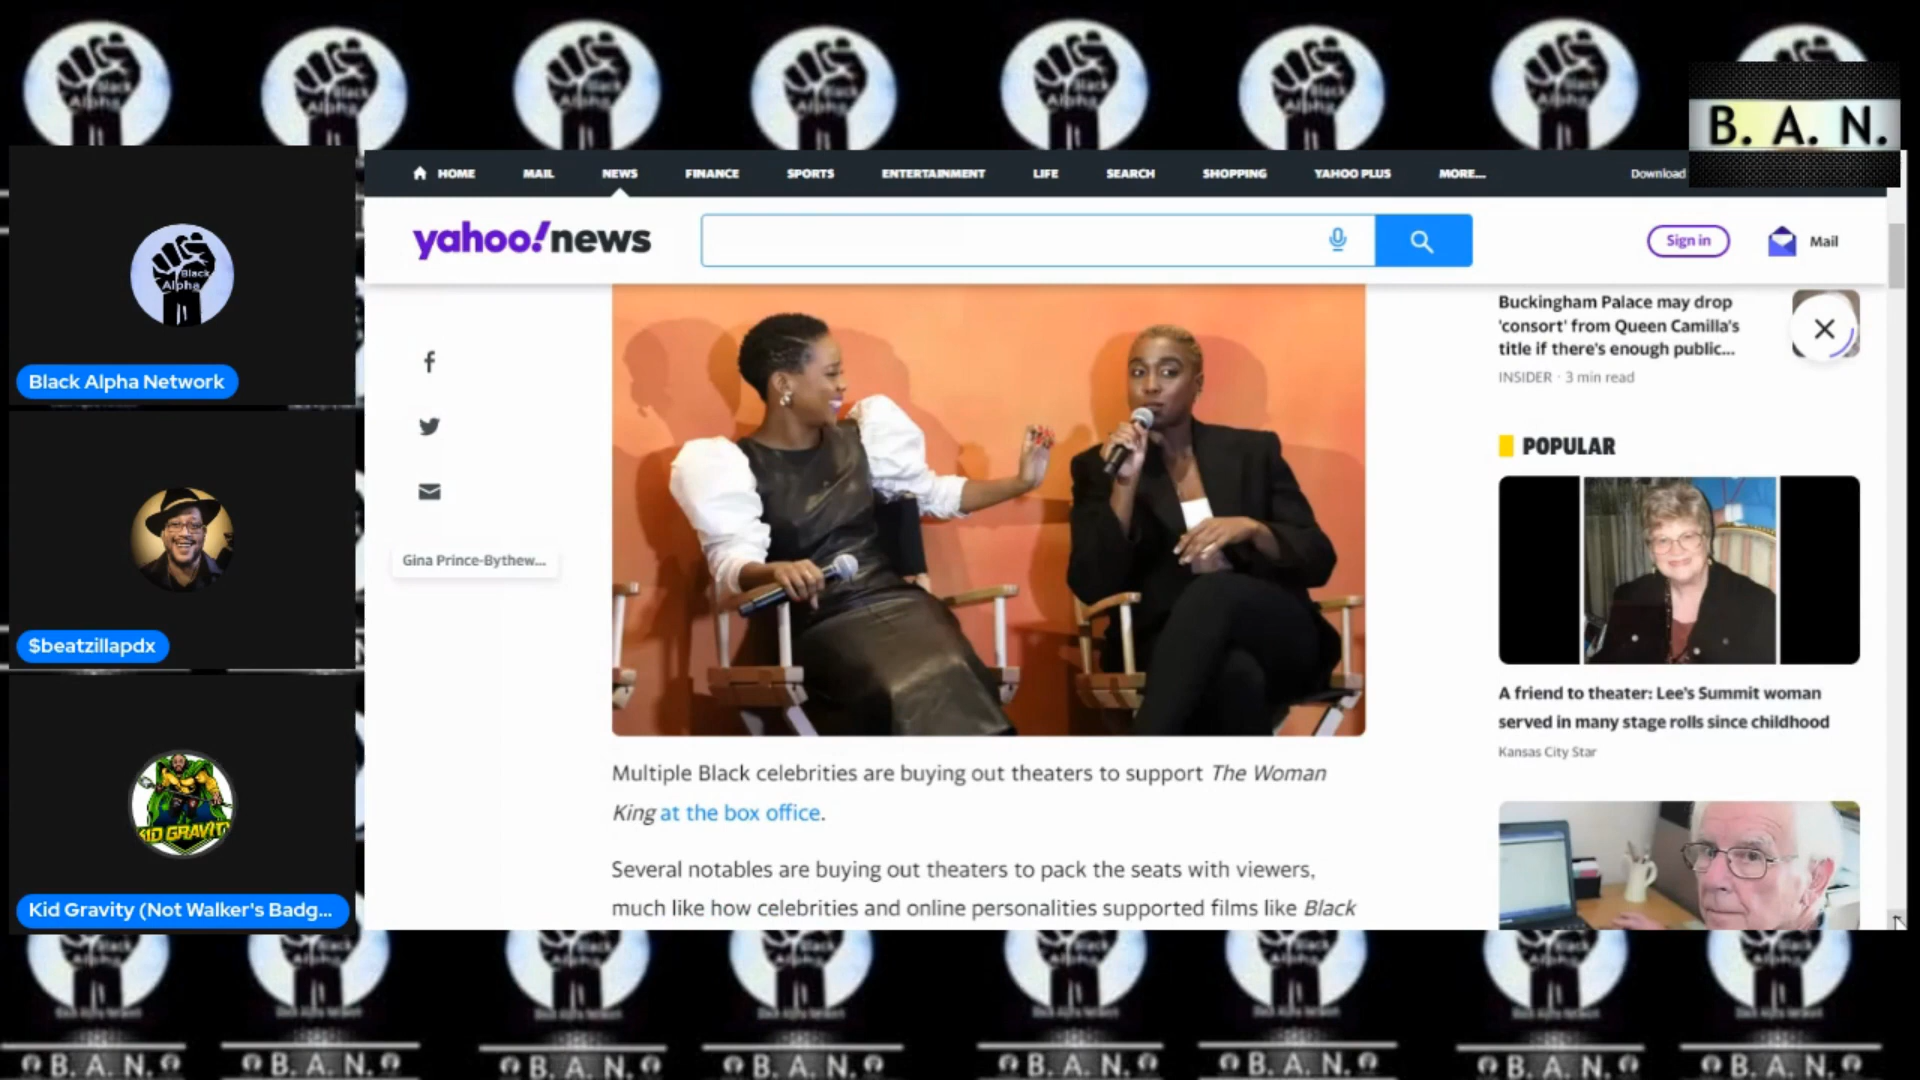 B. A. N.
HOME MAIL NEWS FINANCE SPORTS ENTERTAINMENT LIFE SEARCH SHOPPING YAHOO PLUS MORE... Download
yahoo!news
Sign in
Mail
Black Alpha
Black Alpha Network
$beatzillapdx
KID GRAVITY
Kid Gravity (Not Walker's Badg...
Gina Prince-Bythew...
Multiple Black celebrities are buying out theaters to support The Woman
King at the box office.
Several notables are buying out theaters to pack the seats with viewers,
much like how celebrities and online personalities supported films like Black
Buckingham Palace may drop
'consort' from Queen Camilla's
title if there's enough public...
INSIDER · 3 min read
POPULAR
A friend to theater: Lee's Summit woman
served in many stage rolls since childhood
Kansas City Star
B. A. N. B. A. N. B. A. N. B. A. N. B. A. N. B. A. N. B. A. N. B. A. N.